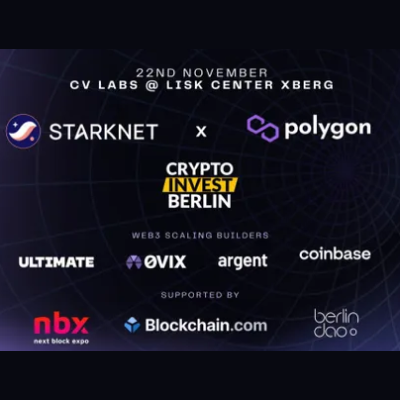 22ND NOVEMBER
CV LABS @ LISK CENTER XBERG
STARKNET X polygon
CRYPTO
INVEST
BERLIN
WEB3 SCALING BUILDERS
ULTIMATE 0VIX argent coinbase
SUPPORTED BY
nbx Blockchain.com berlin
next block expo dao